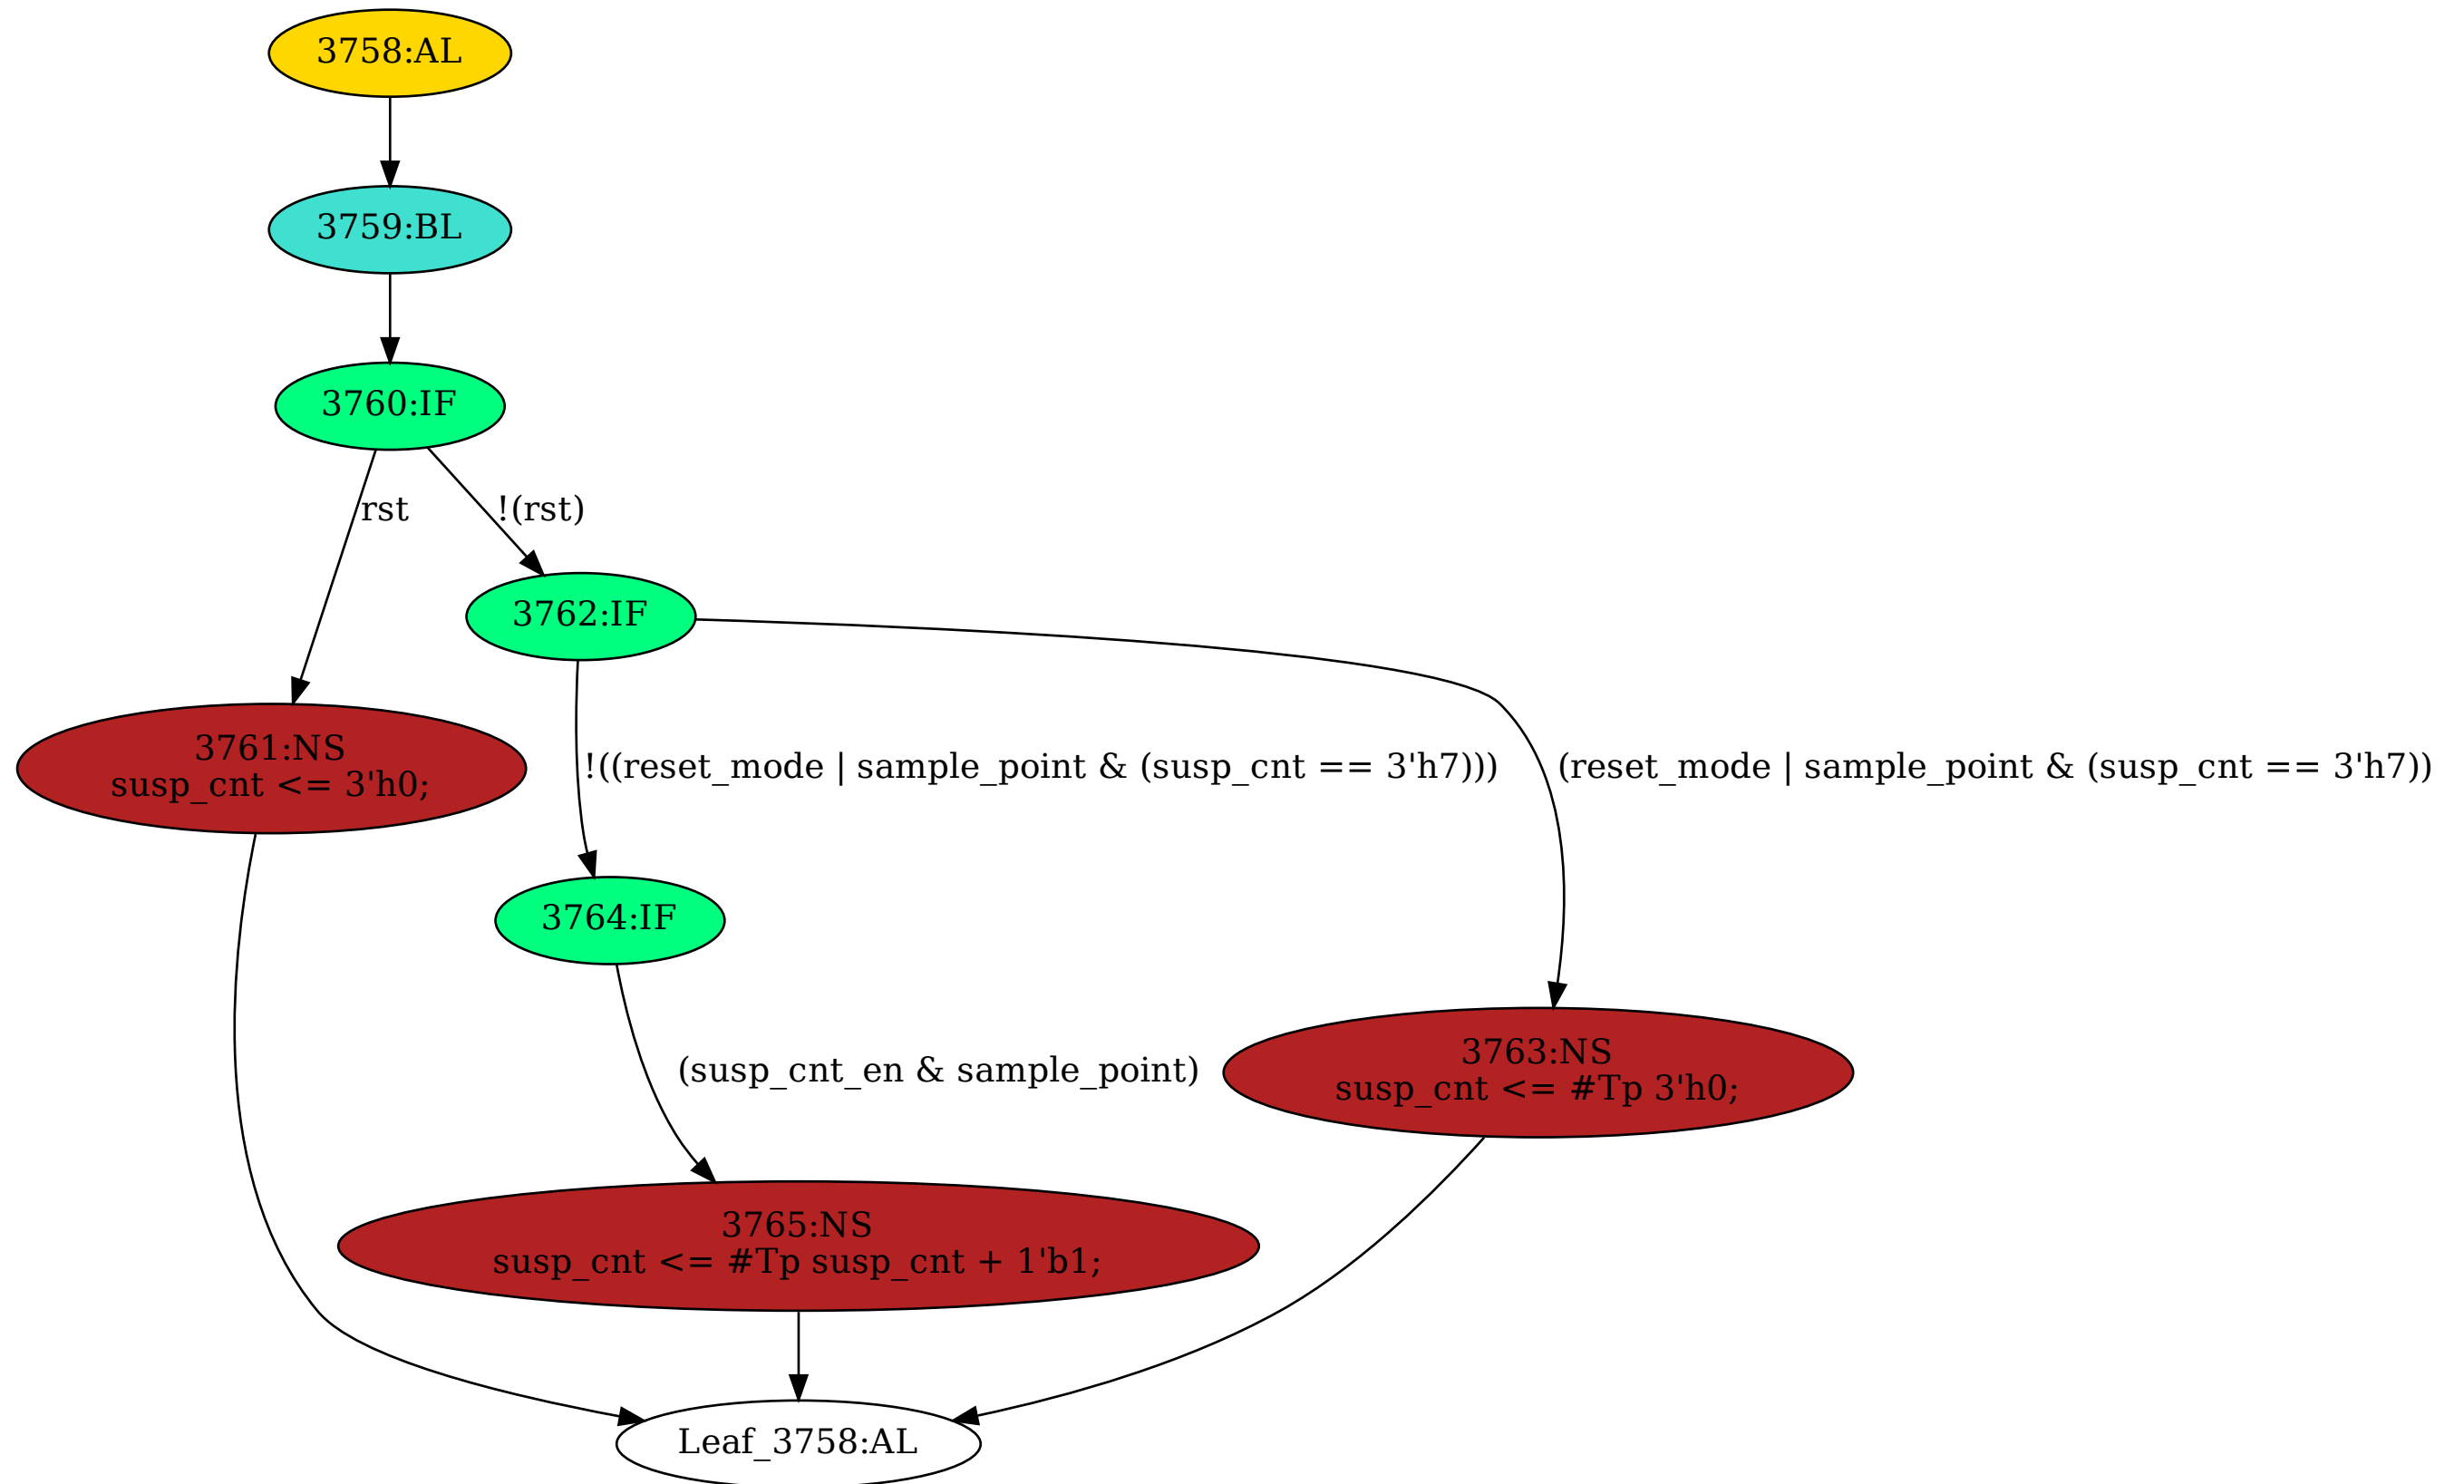 3758:AL
3759:BL
3760:IF
rst
!(rst)
3762:IF
3761:NS
susp_cnt <= 3'h0;
!((reset_mode | sample_point & (susp_cnt == 3'h7)))
(reset_mode | sample_point & (susp_cnt == 3'h7))
3764:IF
(susp_cnt_en & sample_point)
3763:NS
susp_cnt <= #Tp 3'h0;
3765:NS
susp_cnt <= #Tp susp_cnt + 1'b1;
Leaf_3758:AL